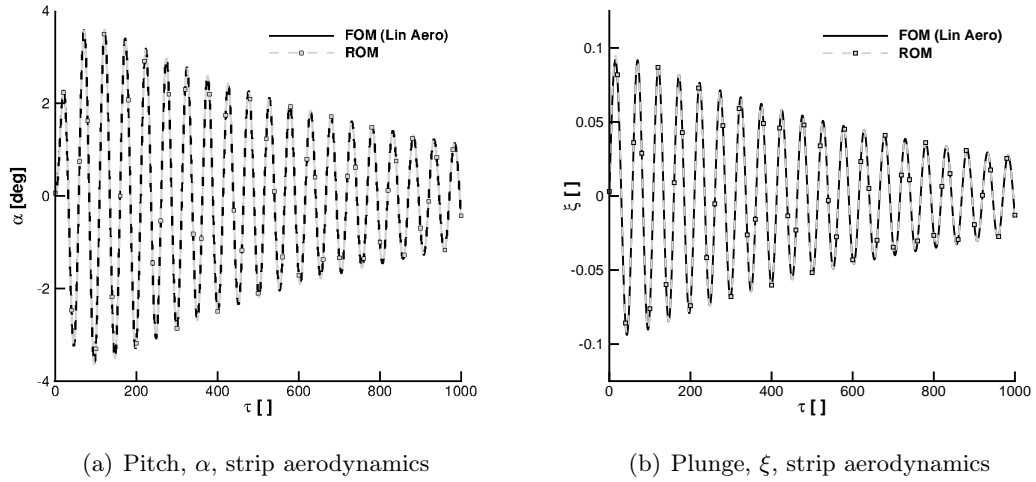 4
2
0
-2
-4
α [deg]
FOM (Lin Aero)
ROM
0
200
400
600
800
1000
τ [ ]
0.1
0.05
0
-0.05
-0.1
ξ [ ]
FOM (Lin Aero)
ROM
0
200
400
600
800
1000
τ [ ]
(a) Pitch, α, strip aerodynamics
(b) Plunge, ξ, strip aerodynamics